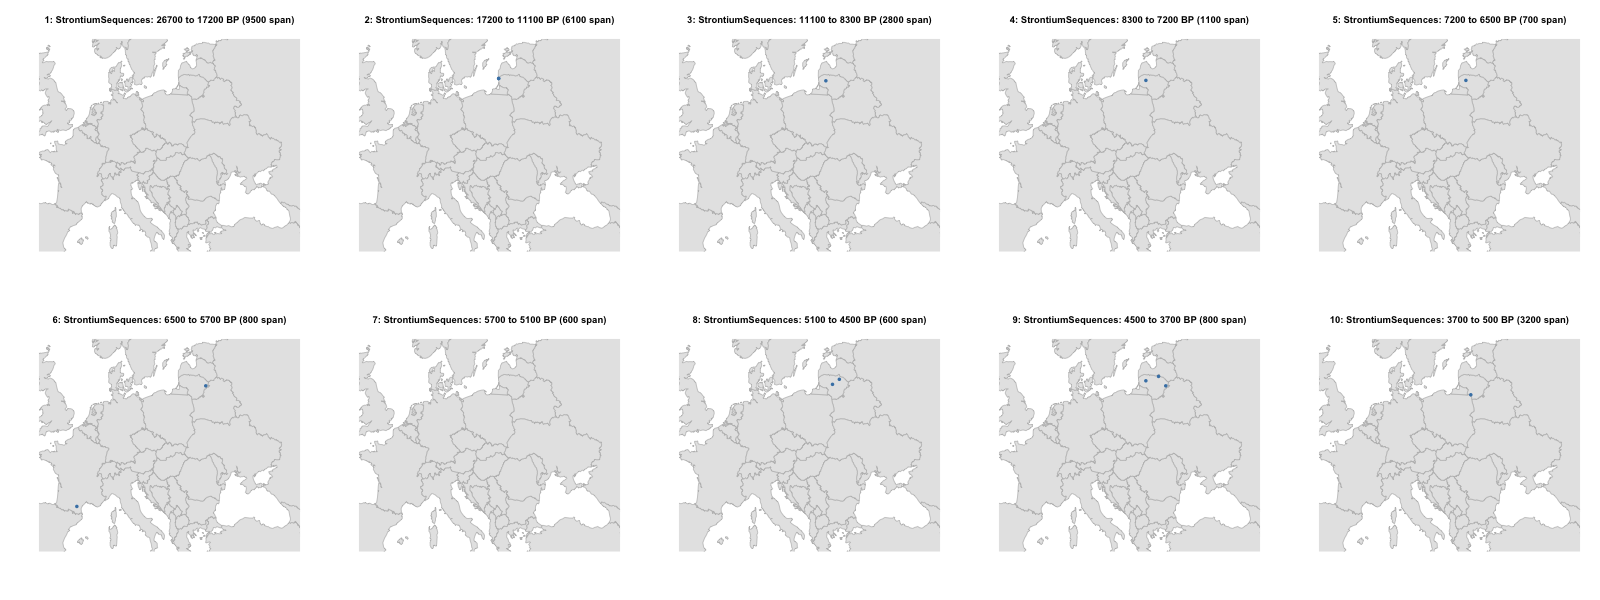 1: StrontiumSequences: 26700 to 17200 BP (9500 span)
2: StrontiumSequences: 17200 to 11100 BP (6100 span)
3: StrontiumSequences: 11100 to 8300 BP (2800 span)
4: StrontiumSequences: 8300 to 7200 BP (1100 span)
5: StrontiumSequences: 7200 to 6500 BP (700 span)
6: StrontiumSequences: 6500 to 5700 BP (800 span)
7: StrontiumSequences: 5700 to 5100 BP (600 span)
8: StrontiumSequences: 5100 to 4500 BP (600 span)
9: StrontiumSequences: 4500 to 3700 BP (800 span)
10: StrontiumSequences: 3700 to 500 BP (3200 span)